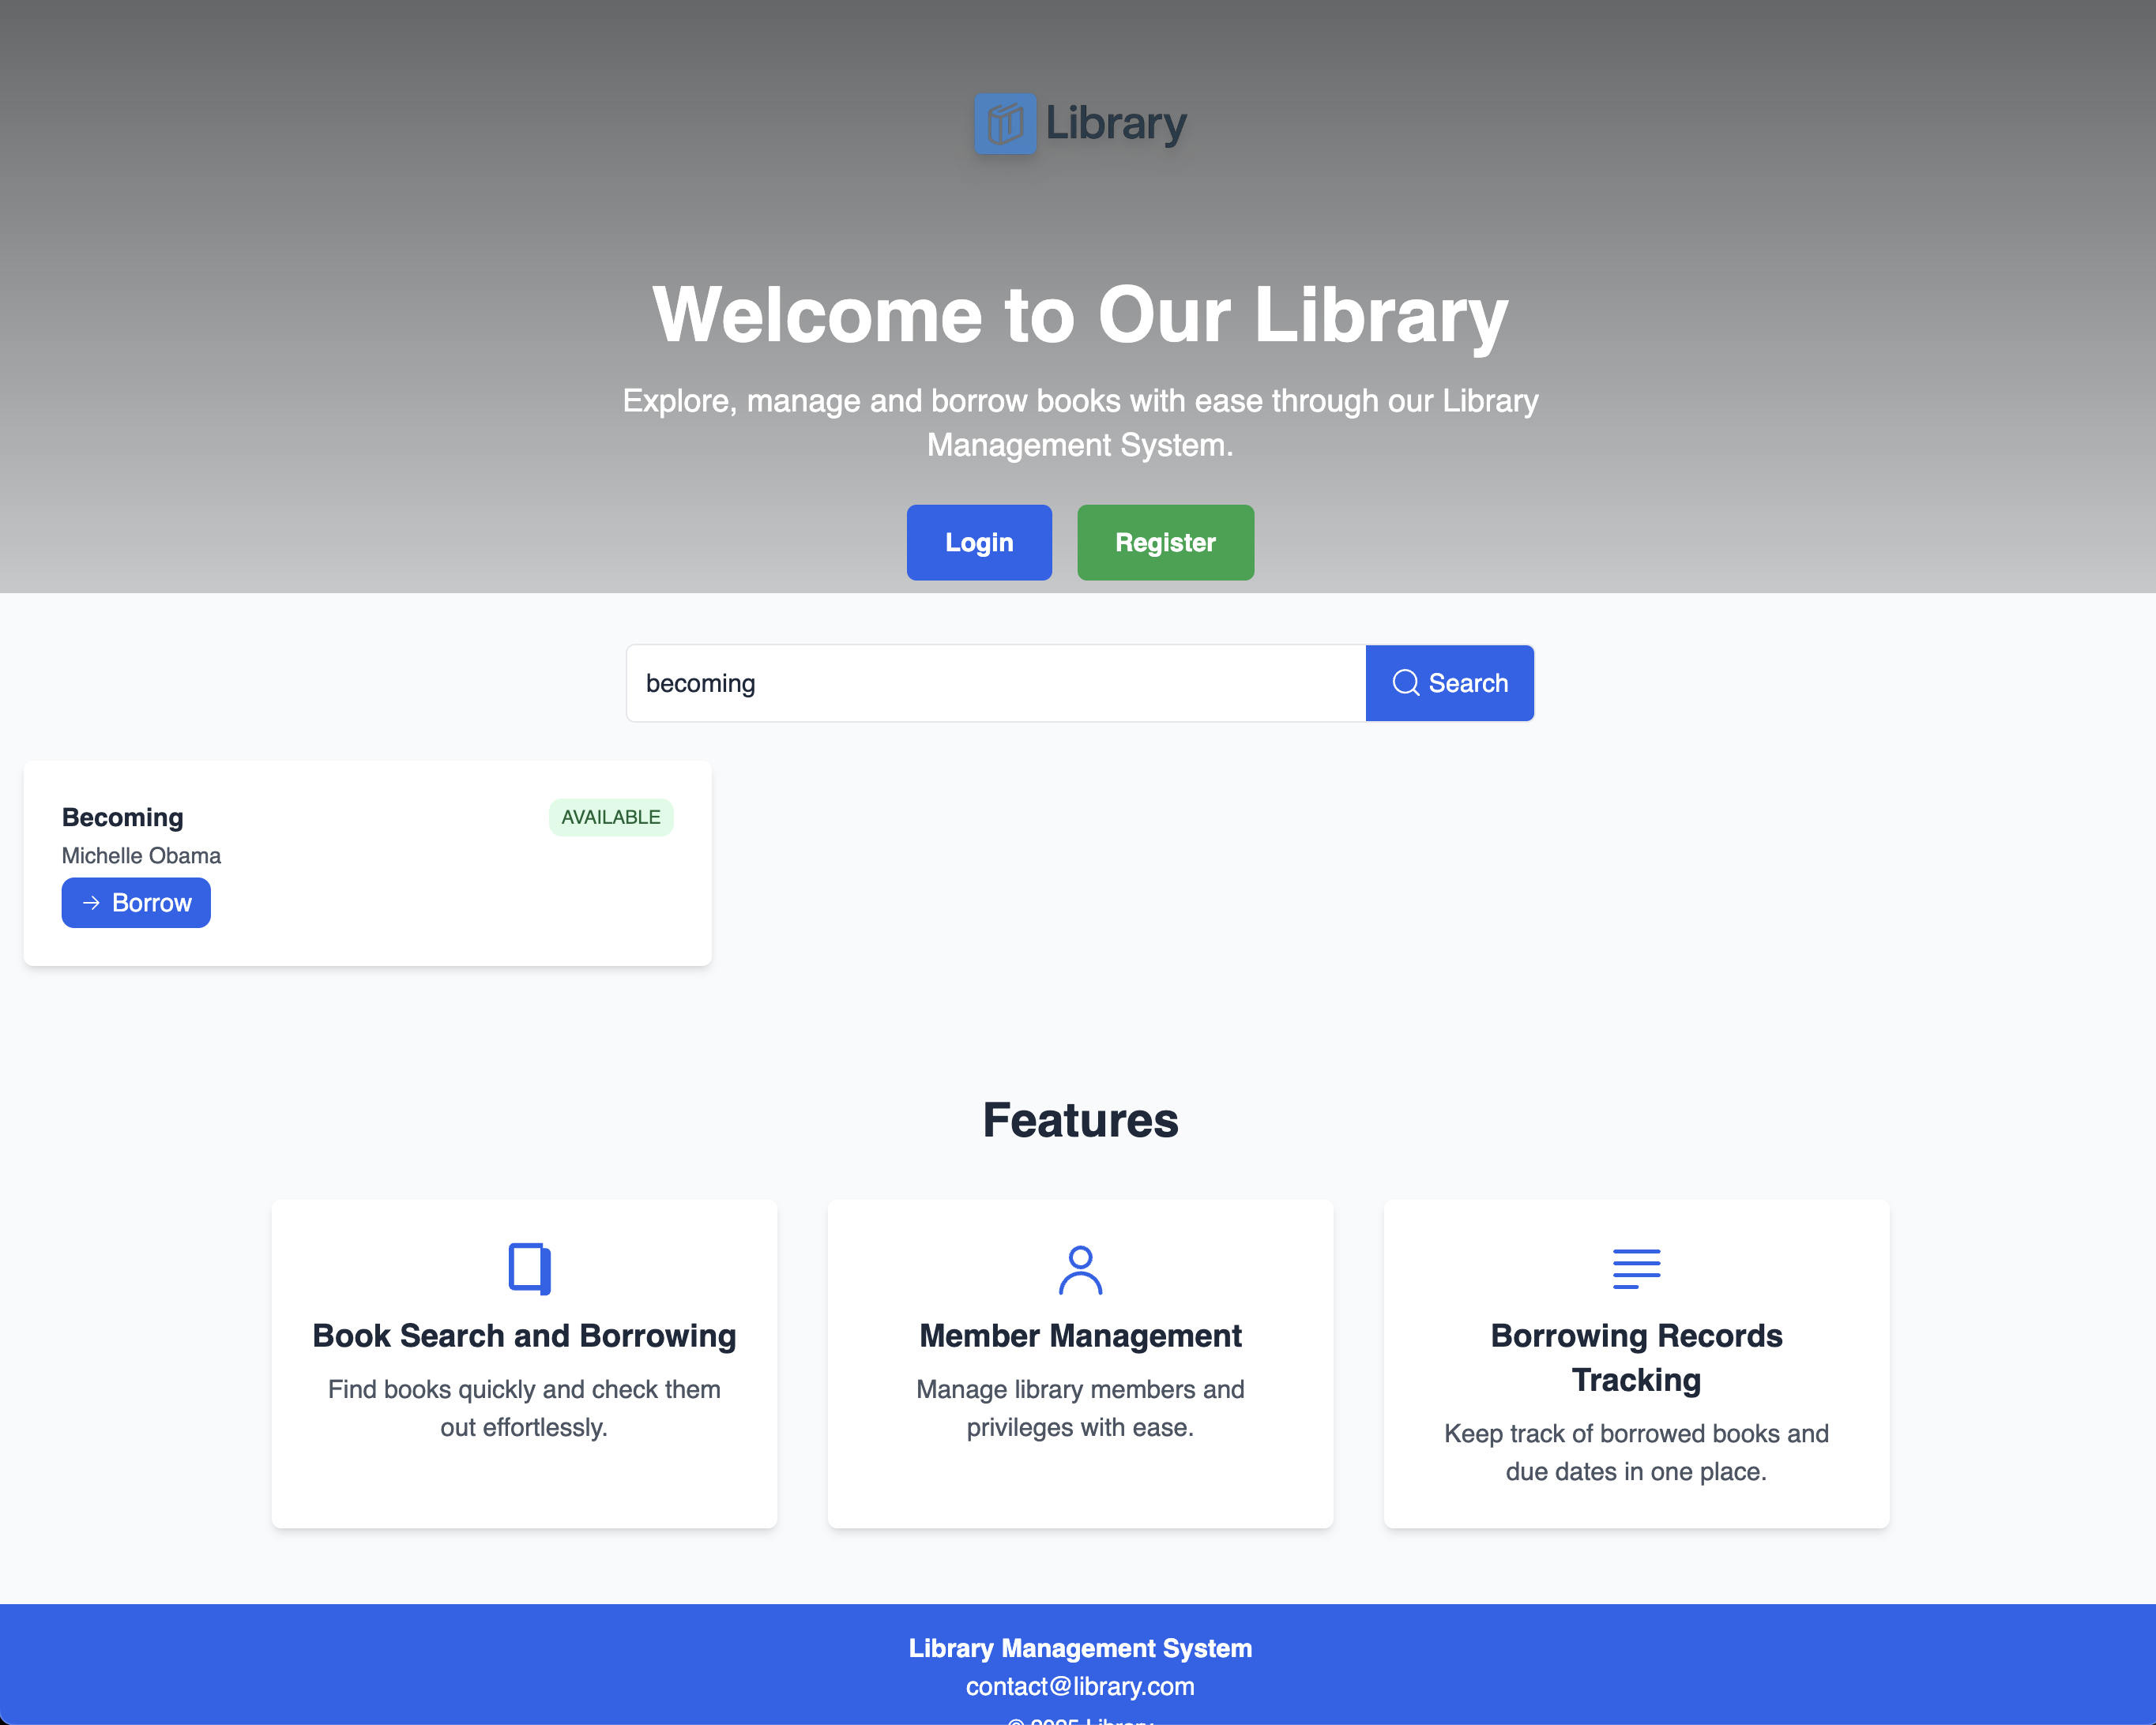 Library
Welcome to Our Library
Explore, manage and borrow books with ease through our Library
Management System.
Login
Register
becoming
Search
Becoming
AVAILABLE
Michelle Obama
Borrow
Features
Book Search and Borrowing
Find books quickly and check them
out effortlessly.
Member Management
Manage library members and
privileges with ease.
Borrowing Records
Tracking
Keep track of borrowed books and
due dates in one place.
Library Management System
contact@library.com
© 2025 Library